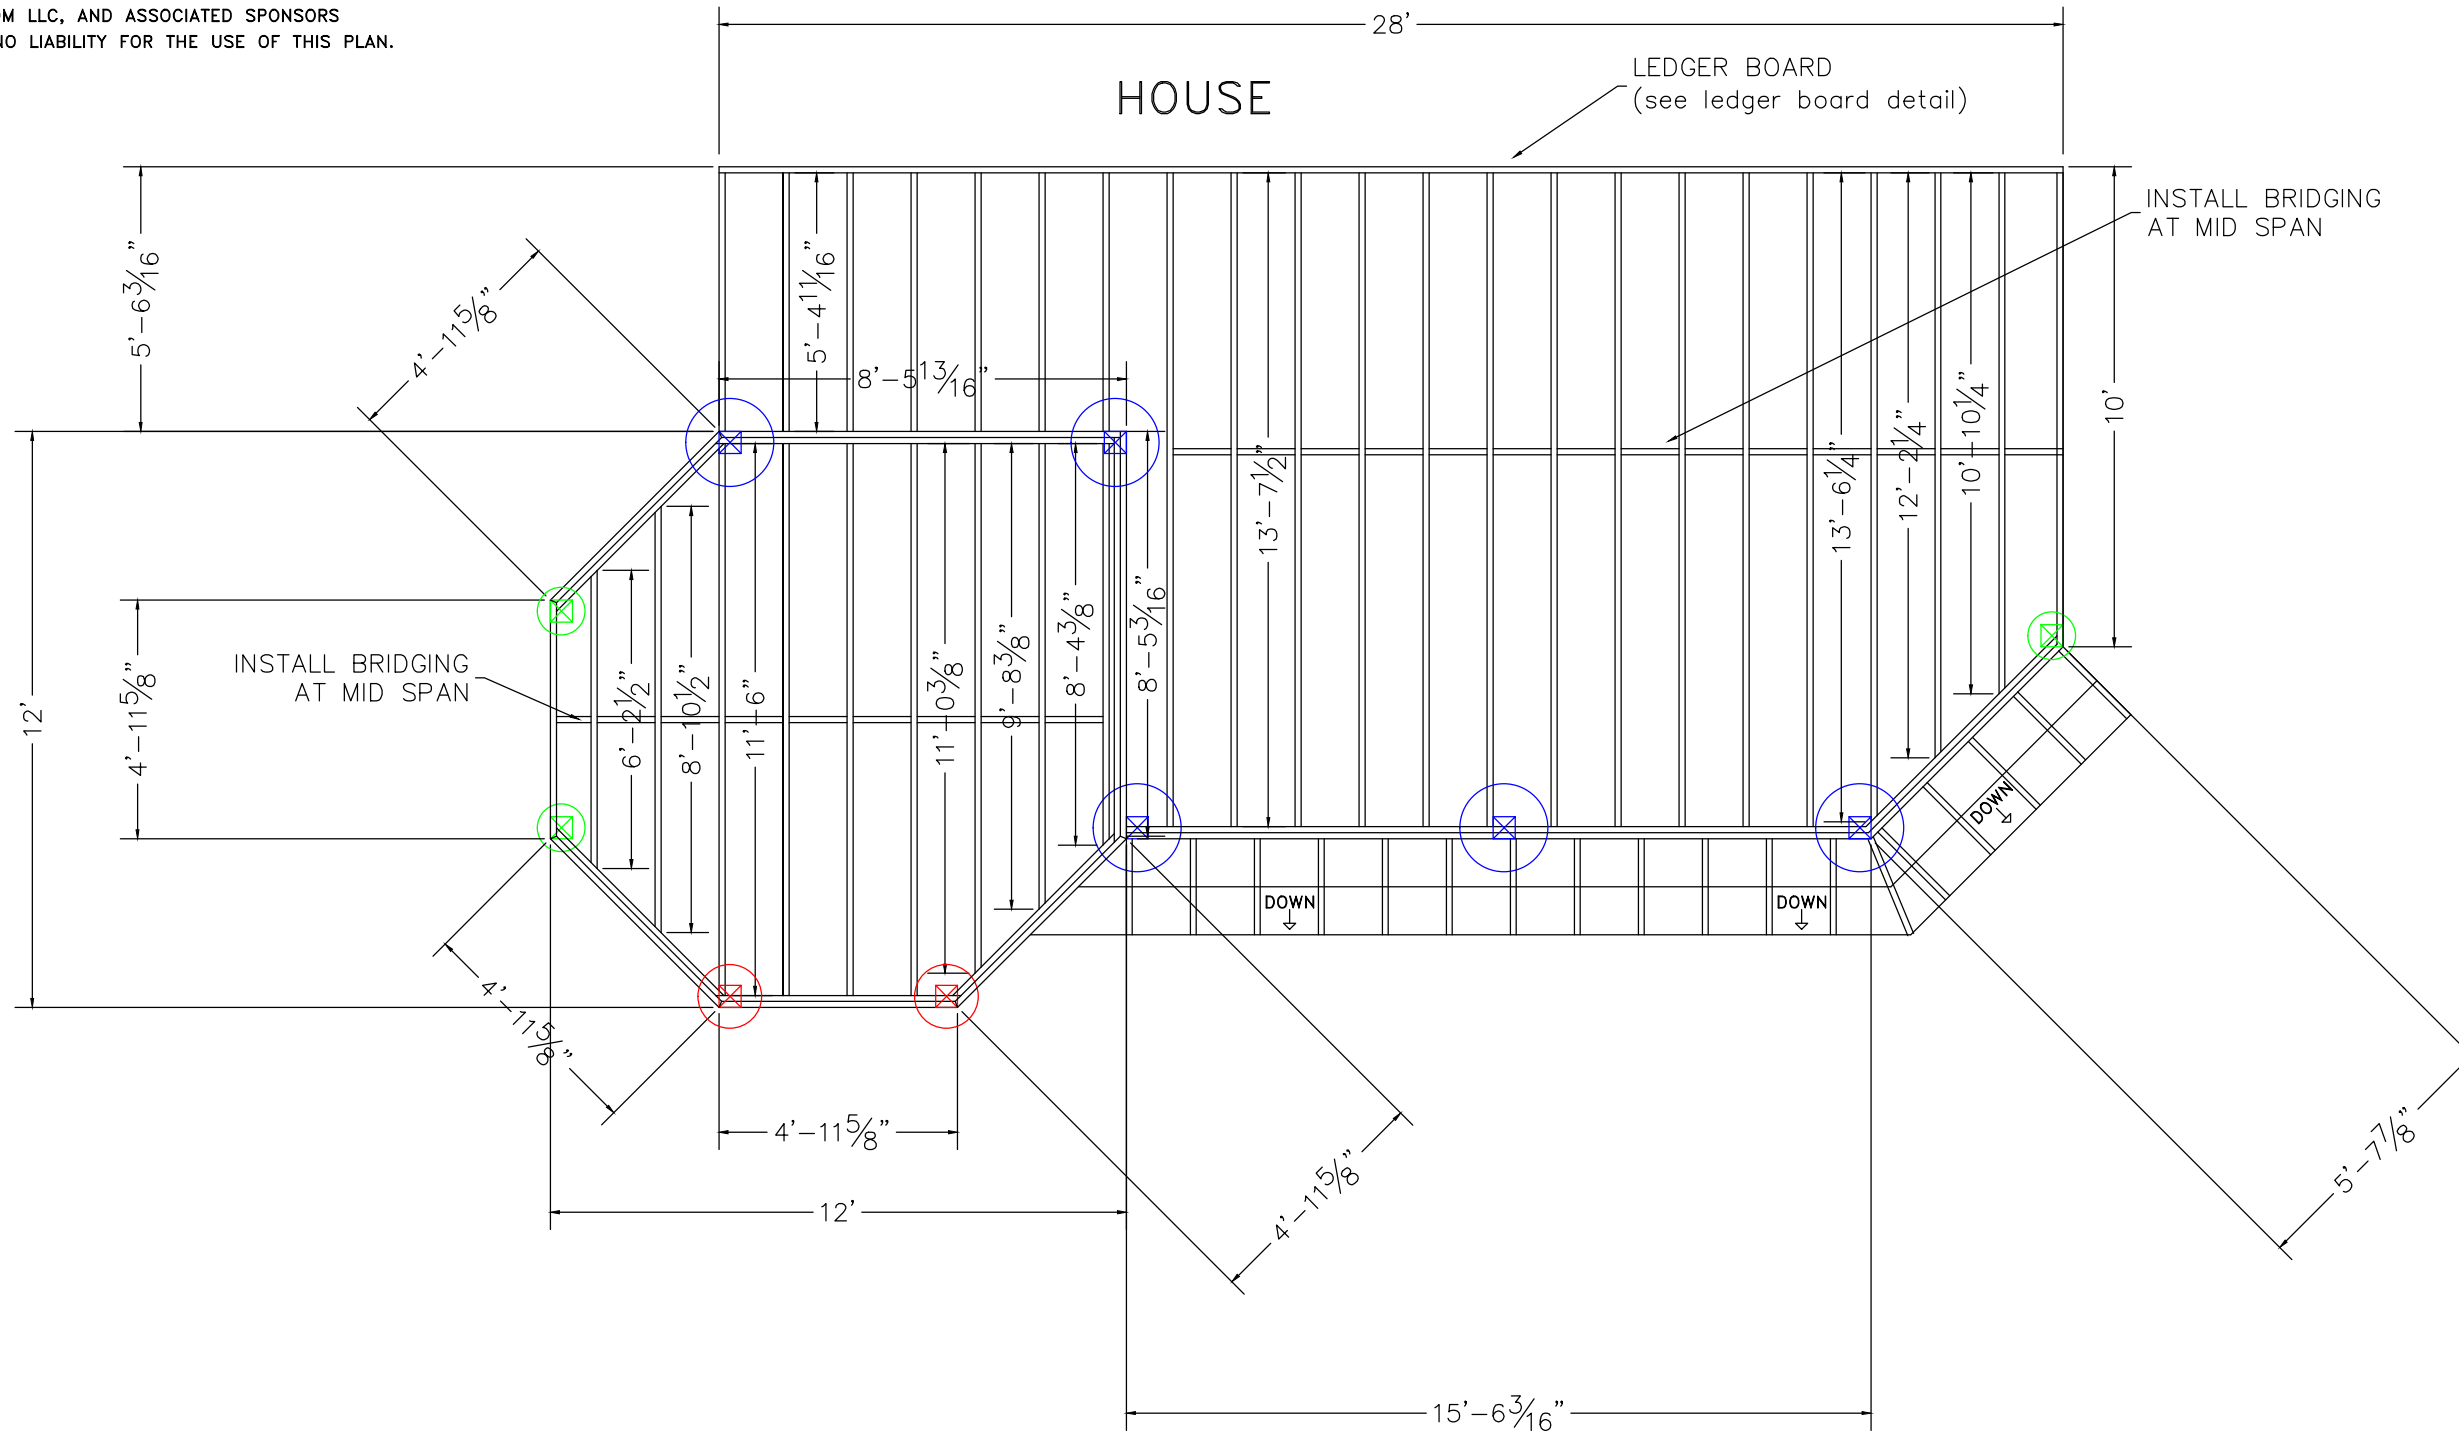 OM LLC, AND ASSOCIATED SPONSORS
NO LIABILITY FOR THE USE OF THIS PLAN.
28'
HOUSE
LEDGER BOARD
(see ledger board detail)
INSTALL BRIDGING
AT MID SPAN
5'-6 3/16"
4'-11 5/8"
5'-4 11/16"
8'-5 13/16"
13'-7 1/2"
13'-6 1/4"
12'-2 1/4"
10'-10 1/4"
10'
12'
4'-11 5/8"
INSTALL BRIDGING
AT MID SPAN
6'-2 1/2"
8'-10 1/2"
11'-6"
11'-0 3/8"
9'-8 3/8"
8'-4 3/8"
8'-5 3/16"
DOWN
DOWN
DOWN
4'-11 5/8"
4'-11 5/8"
12'
4'-11 5/8"
5'-7 7/8"
15'-6 3/16"